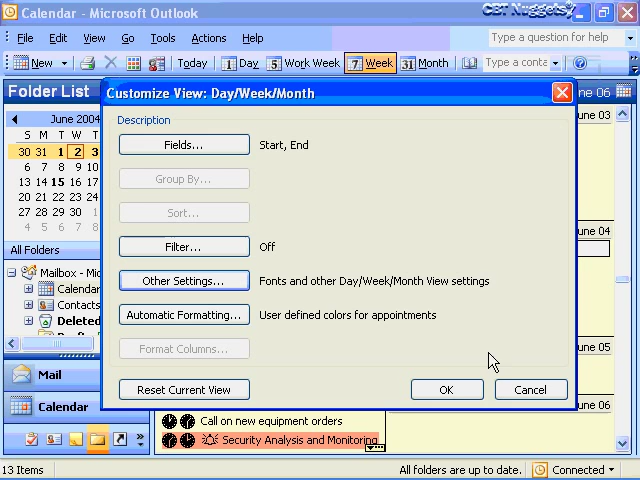 Calendar - Microsoft Outlook
CBT Nuggets
File Edit View Go Tools Actions Help
Type a question for help
New Today 1 Day 5 Work Week 7 Week 31 Month Type a conta
Folder List
ne 06
Customize View: Day/Week/Month
June 2004
S M T W T
30 31 1 2 3
6 7 8 9 10
13 14 15 16 17
20 21 22 23 24
27 28 29 30 1
4 5 6 7 8
Description
Fields... Start, End
Group By...
Sort...
Filter... Off
Other Settings... Fonts and other Day/Week/Month View settings
Automatic Formatting... User defined colors for appointments
Format Columns...
Reset Current View OK Cancel
une 03
une 04
une 05
une 06
All Folders
Mailbox - Mic
Calendar
Contacts
Deleted
Mail
Calendar
Call on new equipment orders
Security Analysis and Monitoring
13 Items All folders are up to date. Connected